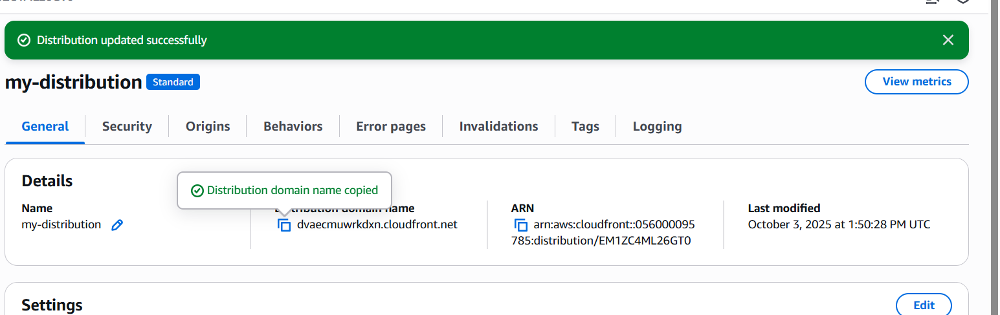 Distribution updated successfully
my-distribution Standard View metrics
General Security Origins Behaviors Error pages Invalidations Tags Logging
Details
Distribution domain name copied
Name domain name ARN Last modified
my-distribution dvaecmuwrkdxn.cloudfront.net arn:aws:cloudfront::056000095 October 3, 2025 at 1:50:28 PM UTC
785:distribution/EM1ZC4ML26GT0
Settings Edit